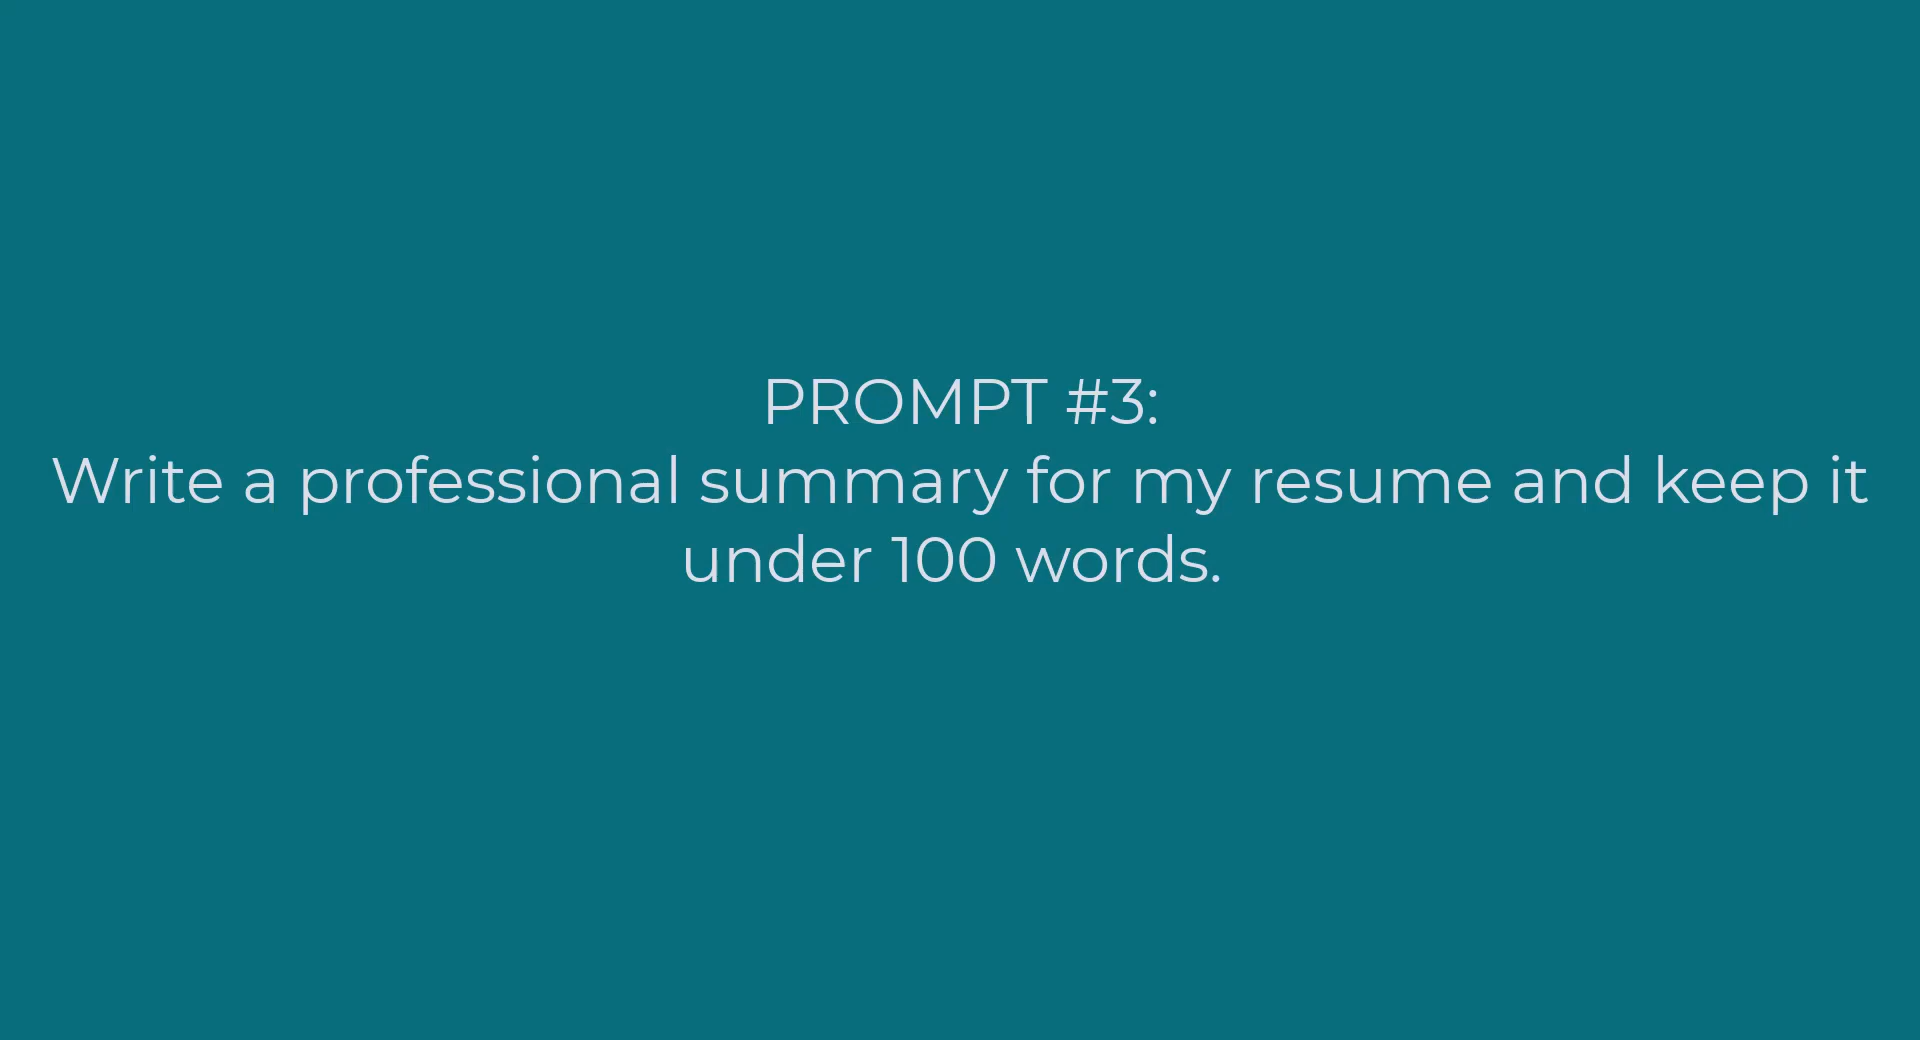 PROMPT #3:
Write a professional summary for my resume and keep it
under 100 words.